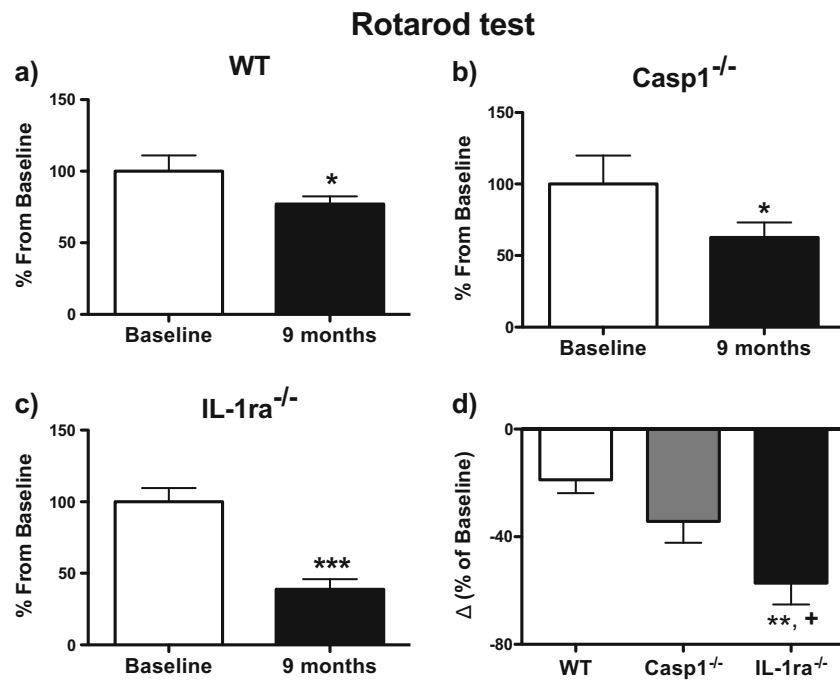 Rotarod test
a)
WT
% From Baseline
150
100
50
0
*
Baseline 9 months
b)
Casp1-/-
% From Baseline
150
100
50
0
*
Baseline 9 months
c)
IL-1ra-/-
% From Baseline
150
100
50
0
***
Baseline 9 months
d)
Δ (% of Baseline)
0
-40
-80
**, +
WT Casp1-/- IL-1ra-/-